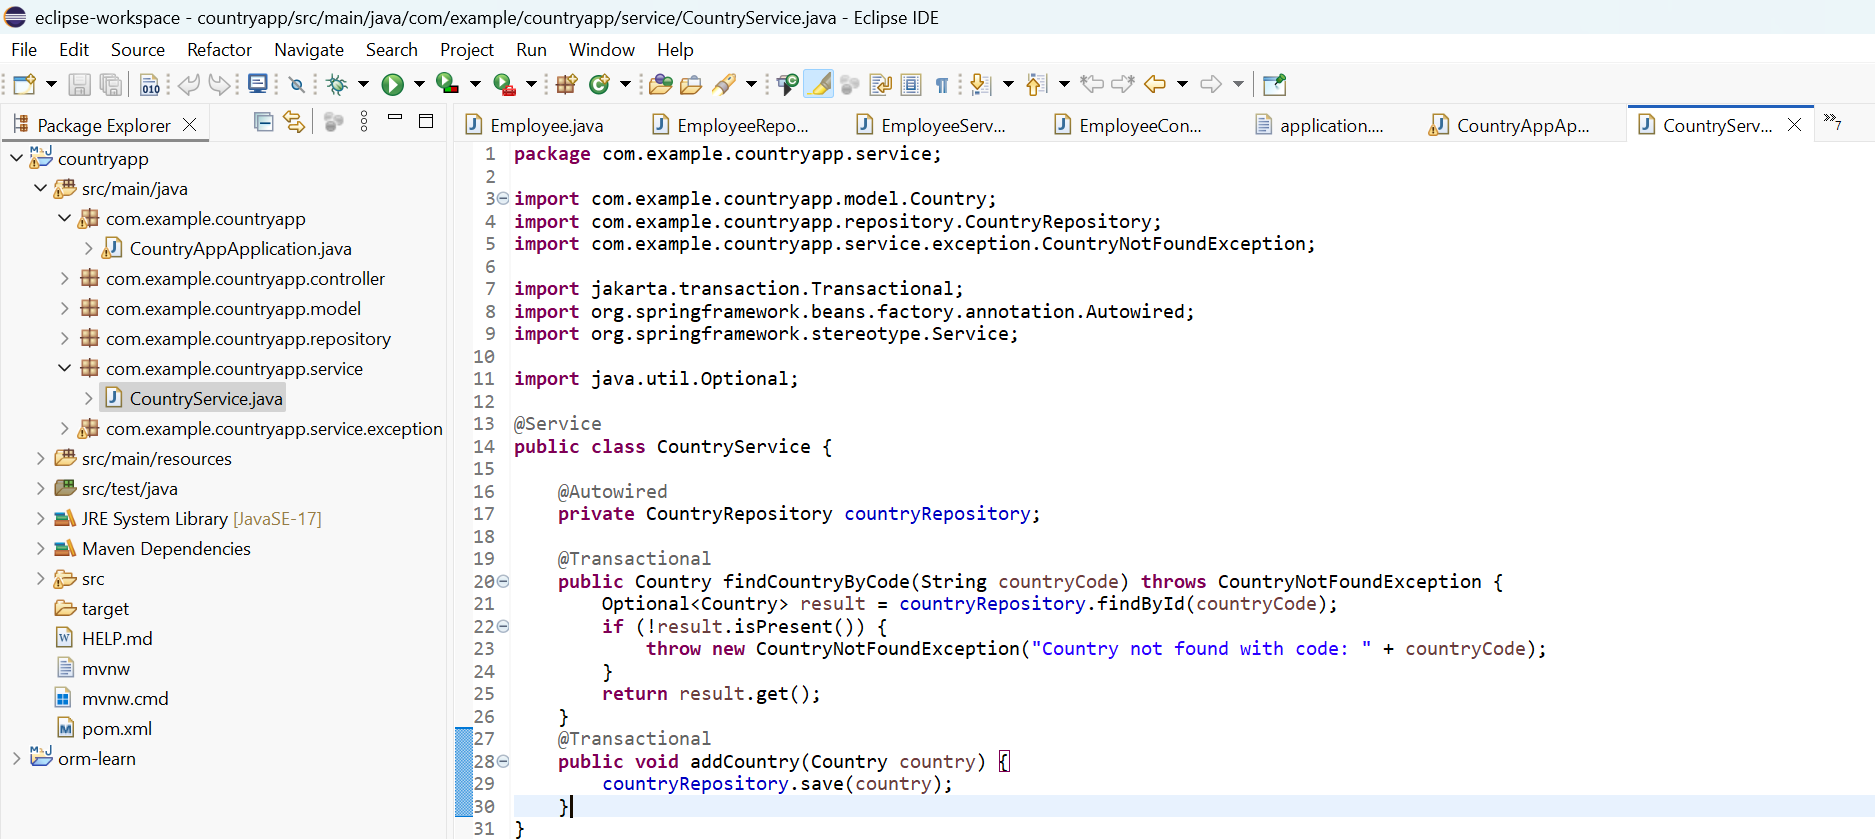 eclipse-workspace - countryapp/src/main/java/com/example/countryapp/service/CountryService.java - Eclipse IDE
File Edit Source Refactor Navigate Search Project Run Window Help
Package Explorer
countryapp
src/main/java
com.example.countryapp
CountryAppApplication.java
com.example.countryapp.controller
com.example.countryapp.model
com.example.countryapp.repository
com.example.countryapp.service
CountryService.java
com.example.countryapp.service.exception
src/main/resources
src/test/java
JRE System Library [JavaSE-17]
Maven Dependencies
src
target
HELP.md
mvnw
mvnw.cmd
pom.xml
orm-learn
Employee.java EmployeeRepo... EmployeeServ... EmployeeCon... application.... CountryAppAp... CountryServ... »7
1 package com.example.countryapp.service;
2
3 import com.example.countryapp.model.Country;
4 import com.example.countryapp.repository.CountryRepository;
5 import com.example.countryapp.service.exception.CountryNotFoundException;
6
7 import jakarta.transaction.Transactional;
8 import org.springframework.beans.factory.annotation.Autowired;
9 import org.springframework.stereotype.Service;
10
11 import java.util.Optional;
12
13 @Service
14 public class CountryService {
15
16 @Autowired
17 private CountryRepository countryRepository;
18
19 @Transactional
20 public Country findCountryByCode(String countryCode) throws CountryNotFoundException {
21 Optional<Country> result = countryRepository.findById(countryCode);
22 if (!result.isPresent()) {
23 throw new CountryNotFoundException("Country not found with code: " + countryCode);
24 }
25 return result.get();
26 }
27 @Transactional
28 public void addCountry(Country country) {
29 countryRepository.save(country);
30 }
31 }